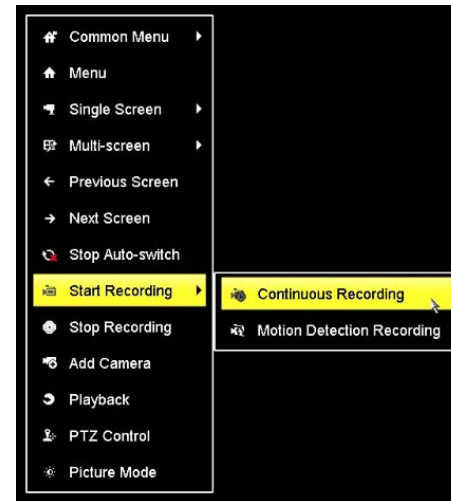 Common Menu
Menu
Single Screen
Multi-screen
Previous Screen
Next Screen
Stop Auto-switch
Start Recording
Continuous Recording
Stop Recording
Motion Detection Recording
Add Camera
Playback
PTZ Control
Picture Mode